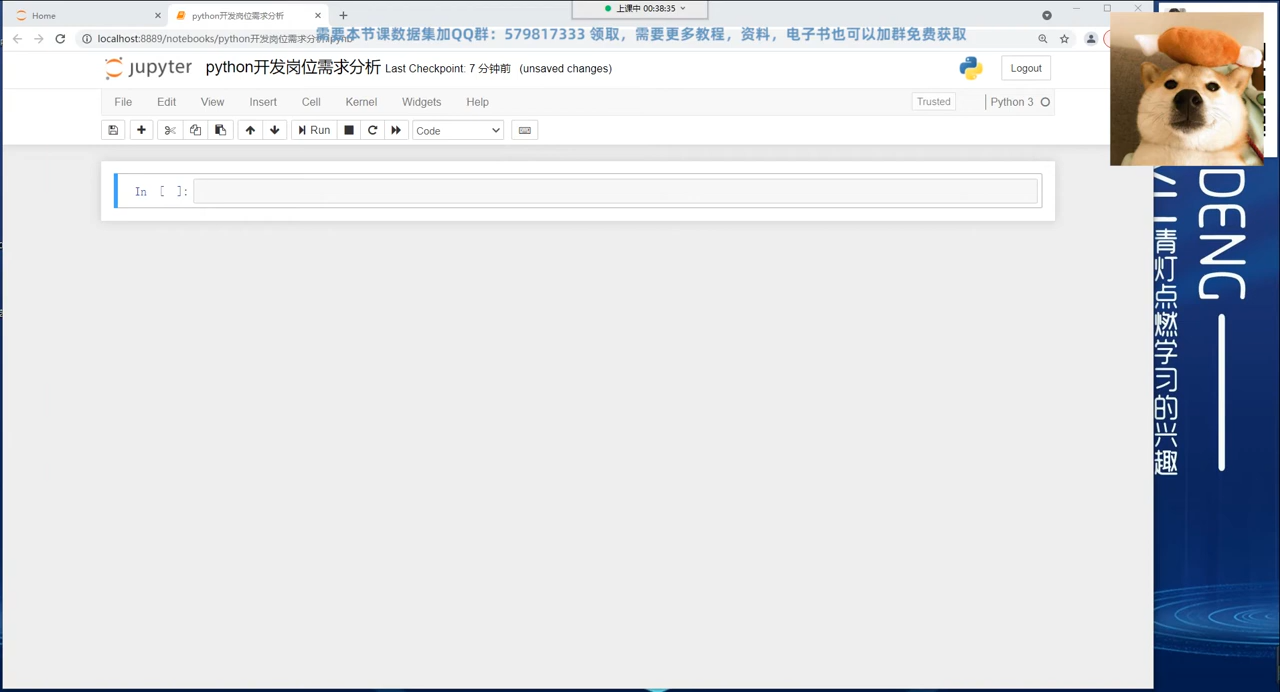 上课中 00:38:35
Home
python开发岗位需求分析
localhost:8889/notebooks/python开发岗位需求分析.ipynb
需要本节课数据集加QQ群：579817333 领取，需要更多教程，资料，电子书也可以加群免费获取
jupyter python开发岗位需求分析 Last Checkpoint: 7 分钟前 (unsaved changes)
Logout
File Edit View Insert Cell Kernel Widgets Help
Trusted
Python 3
Run
Code
In [ ]:
DENG
青灯点燃学习的兴趣